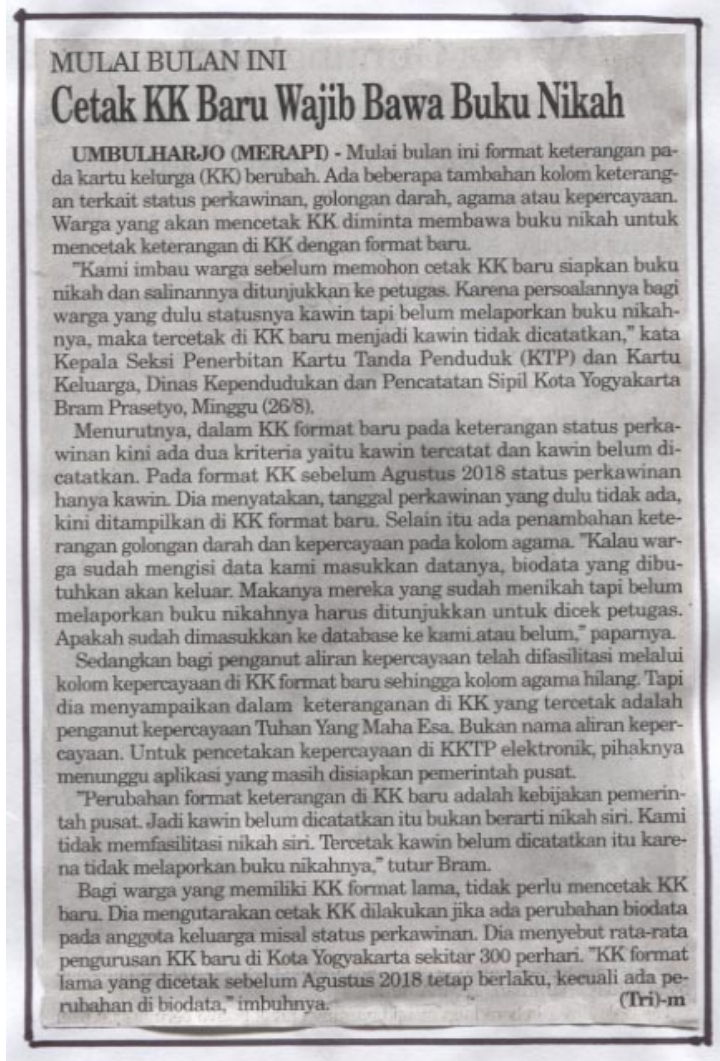 MULAI BULAN INI
Cetak KK Baru Wajib Bawa Buku Nikah
UMBULHARJO (MERAPI) - Mulai bulan ini format keterangan pa-
da kartu kelurga (KK) berubah. Ada beberapa tambahan kolom keterang-
an terkait status perkawinan, golongan darah, agama atau kepercayaan.
Warga yang akan mencetak KK diminta membawa buku nikah untuk
mencetak keterangan di KK dengan format baru.
"Kami imbau warga sebelum memohon cetak KK baru siapkan buku
nikah dan salinannya ditunjukkan ke petugas. Karena persoalannya bagi
warga yang dulu statusnya kawin tapi belum melaporkan buku nikah-
nya, maka tercetak di KK baru menjadi kawin tidak dicatatkan," kata
Kepala Seksi Penerbitan Kartu Tanda Penduduk (KTP) dan Kartu
Keluarga, Dinas Kependudukan dan Pencatatan Sipil Kota Yogyakarta
Bram Prasetyo, Minggu (26/8).
Menurutnya, dalam KK format baru pada keterangan status perka-
winan kini ada dua kriteria yaitu kawin tercatat dan kawin belum di-
catatkan. Pada format KK sebelum Agustus 2018 status perkawinan
hanya kawin. Dia menyatakan, tanggal perkawinan yang dulu tidak ada,
kini ditampilkan di KK format baru. Selain itu ada penambahan kete-
rangan golongan darah dan kepercayaan pada kolom agama. "Kalau war-
ga sudah mengisi data kami masukkan datanya, biodata yang dibu-
tuhkan akan keluar. Makanya mereka yang sudah menikah tapi belum
melaporkan buku nikahnya harus ditunjukkan untuk dicek petugas.
Apakah sudah dimasukkan ke database ke kami atau belum," paparnya.
Sedangkan bagi penganut aliran kepercayaan telah difasilitasi melalui
kolom kepercayaan di KK format baru sehingga kolom agama hilang. Tapi
dia menyampaikan dalam keteranganan di KK yang tercetak adalah
penganut kepercayaan Tuhan Yang Maha Esa. Bukan nama aliran keper-
cayaan. Untuk pencetakan kepercayaan di KKTP elektronik, pihaknya
menunggu aplikasi yang masih disiapkan pemerintah pusat.
"Perubahan format keterangan di KK baru adalah kebijakan pemerin-
tah pusat. Jadi kawin belum dicatatkan itu bukan berarti nikah siri. Kami
tidak memfasilitasi nikah siri. Tercetak kawin belum dicatatkan itu kare-
na tidak melaporkan buku nikahnya," tutur Bram.
Bagi warga yang memiliki KK format lama, tidak perlu mencetak KK
baru. Dia mengutarakan cetak KK dilakukan jika ada perubahan biodata
pada anggota keluarga misal status perkawinan. Dia menyebut rata-rata
pengurusan KK baru di Kota Yogyakarta sekitar 300 perhari. "KK format
lama yang dicetak sebelum Agustus 2018 tetap berlaku, kecuali ada pe-
rubahan di biodata," imbuhnya. (Tri)-m